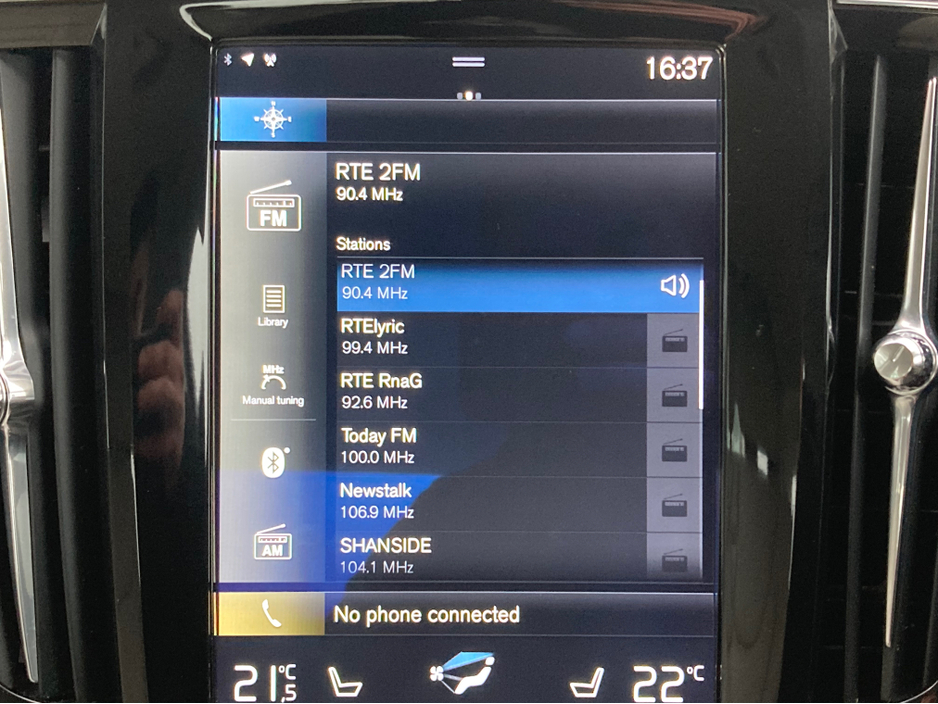 16:37
RTE 2FM
90.4 MHz
FM
Stations
RTE 2FM
90.4 MHz
Library
RTElyric
99.4 MHz
MHz
Manual tuning
RTE RnaG
92.6 MHz
Today FM
100.0 MHz
Newstalk
106.9 MHz
AM
SHANSIDE
104.1 MHz
No phone connected
21,5°C
22°C